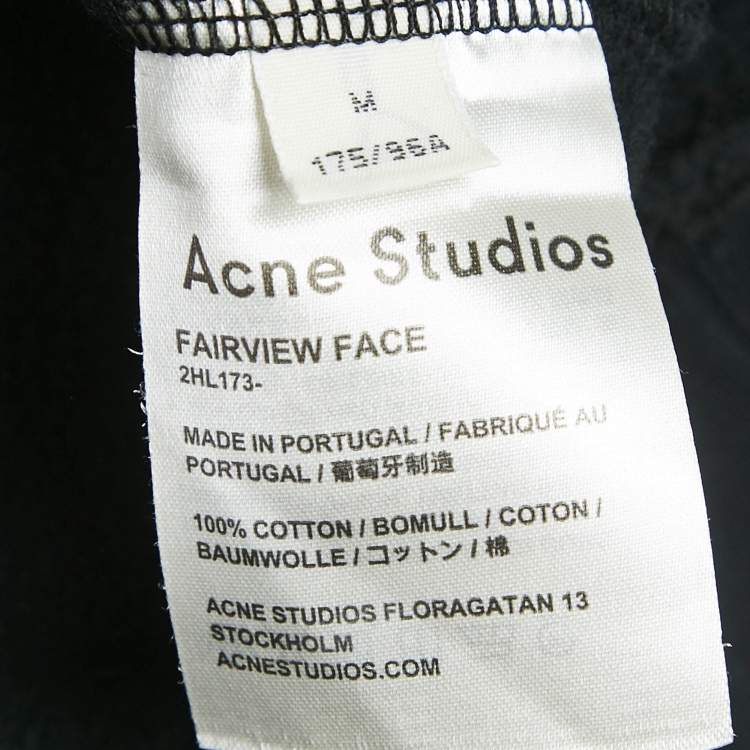 M
175/96A
Acne Studios
FAIRVIEW FACE
2HL173-
MADE IN PORTUGAL / FABRIQUÉ AU
PORTUGAL / 葡萄牙制造
100% COTTON / BOMULL / COTON /
BAUMWOLLE / コットン / 棉
ACNE STUDIOS FLORAGATAN 13
STOCKHOLM
ACNESTUDIOS.COM